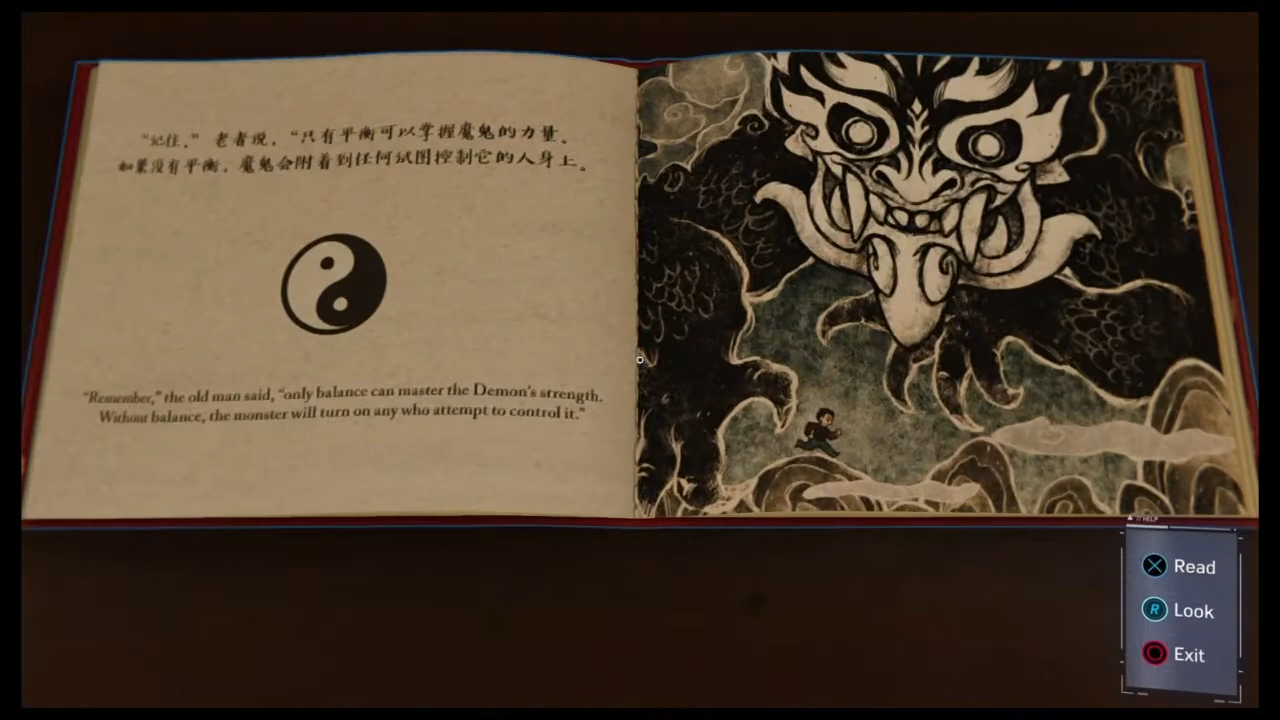 “记住，” 老者说，“只有平衡可以掌握魔鬼的力量。
如果没有平衡，魔鬼会附着到任何试图控制它的人身上。
“Remember,” the old man said, “only balance can master the Demon’s strength.
Without balance, the monster will turn on any who attempt to control it.”
// HELP
Read
R Look
Exit